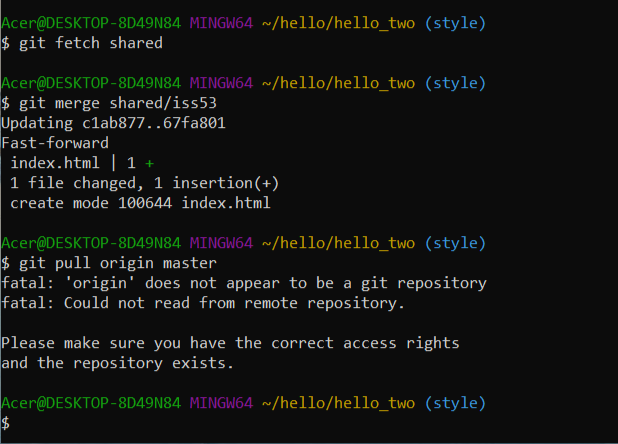 Acer@DESKTOP-8D49N84 MINGW64 ~/hello/hello_two (style)
$ git fetch shared

Acer@DESKTOP-8D49N84 MINGW64 ~/hello/hello_two (style)
$ git merge shared/iss53
Updating c1ab877..67fa801
Fast-forward
 index.html | 1 +
 1 file changed, 1 insertion(+)
 create mode 100644 index.html

Acer@DESKTOP-8D49N84 MINGW64 ~/hello/hello_two (style)
$ git pull origin master
fatal: 'origin' does not appear to be a git repository
fatal: Could not read from remote repository.

Please make sure you have the correct access rights
and the repository exists.

Acer@DESKTOP-8D49N84 MINGW64 ~/hello/hello_two (style)
$